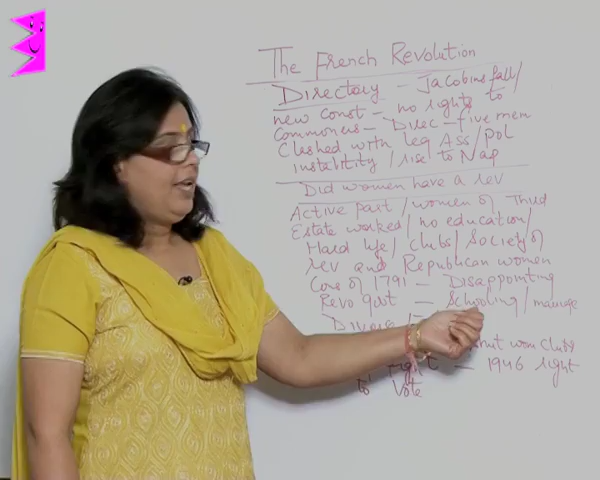 The French Revolution
Directory – Jacobins fall/
new Const – no rights to
Commoners – Direc – five mem
Clashed with Leg Ass/Pol
instability/rise to Nap
Did women have a rev
Active part/women of Third
Estate worked/no education/
Hard life/Clubs/Society of
rev and Republican women
Cons of 1791 – Disappointing
Revo govt – Schooling/marriage
Divorce/
shut wom Clubs
– 1946 right
to Vote